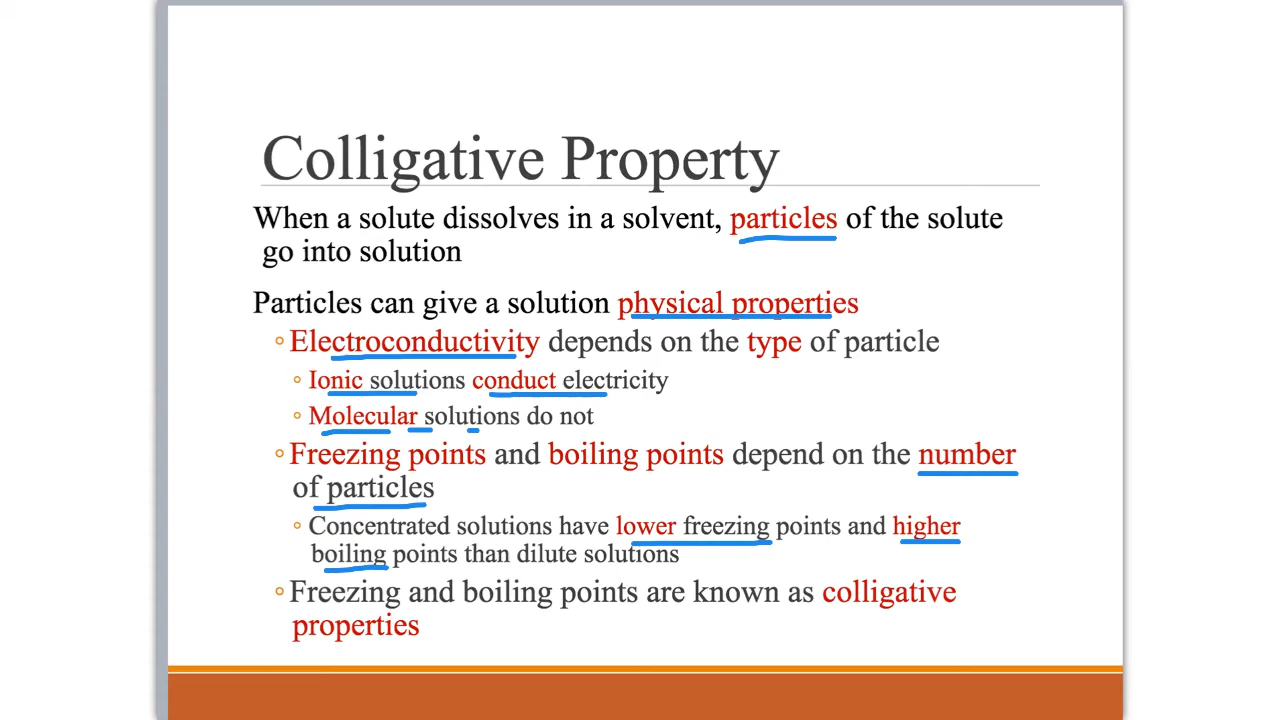 Colligative Property
When a solute dissolves in a solvent, particles of the solute
go into solution
Particles can give a solution physical properties
◦Electroconductivity depends on the type of particle
◦ Ionic solutions conduct electricity
◦ Molecular solutions do not
◦Freezing points and boiling points depend on the number
of particles
◦ Concentrated solutions have lower freezing points and higher
boiling points than dilute solutions
◦Freezing and boiling points are known as colligative
properties